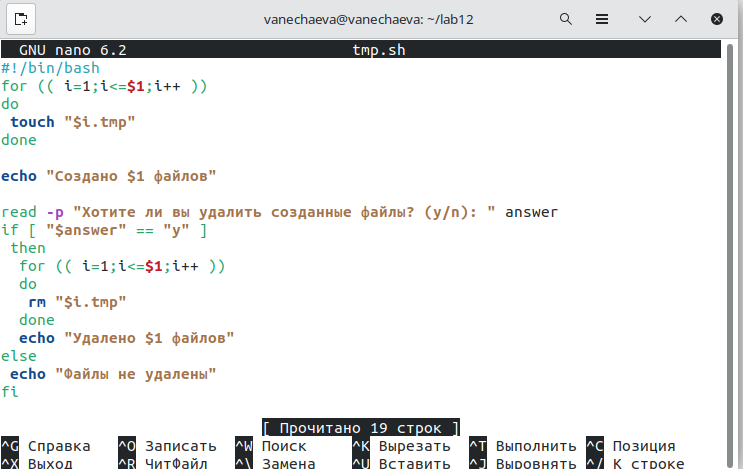 vanechaeva@vanechaeva: ~/lab12
GNU nano 6.2 tmp.sh
#!/bin/bash
for (( i=1;i<=$1;i++ ))
do
 touch "$i.tmp"
done

echo "Создано $1 файлов"

read -p "Хотите ли вы удалить созданные файлы? (y/n): " answer
if [ "$answer" == "y" ]
 then
  for (( i=1;i<=$1;i++ ))
  do
   rm "$i.tmp"
  done
  echo "Удалено $1 файлов"
else
 echo "Файлы не удалены"
fi
[ Прочитано 19 строк ]
^G Справка ^O Записать ^W Поиск ^K Вырезать ^T Выполнить ^C Позиция
^X Выход ^R ЧитФайл ^\ Замена ^U Вставить ^J Выровнять ^/ К строке